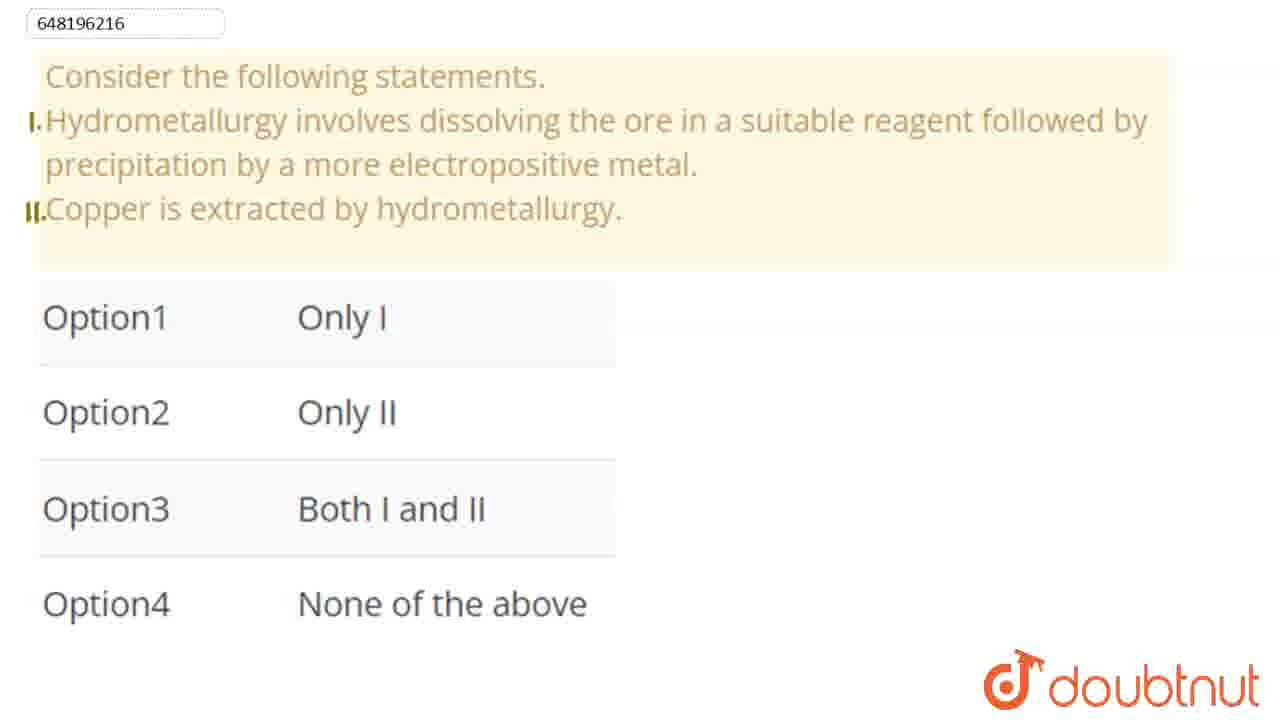 648196216
Consider the following statements.
I. Hydrometallurgy involves dissolving the ore in a suitable reagent followed by
precipitation by a more electropositive metal.
II. Copper is extracted by hydrometallurgy.
Option1 Only I
Option2 Only II
Option3 Both I and II
Option4 None of the above
doubtnut